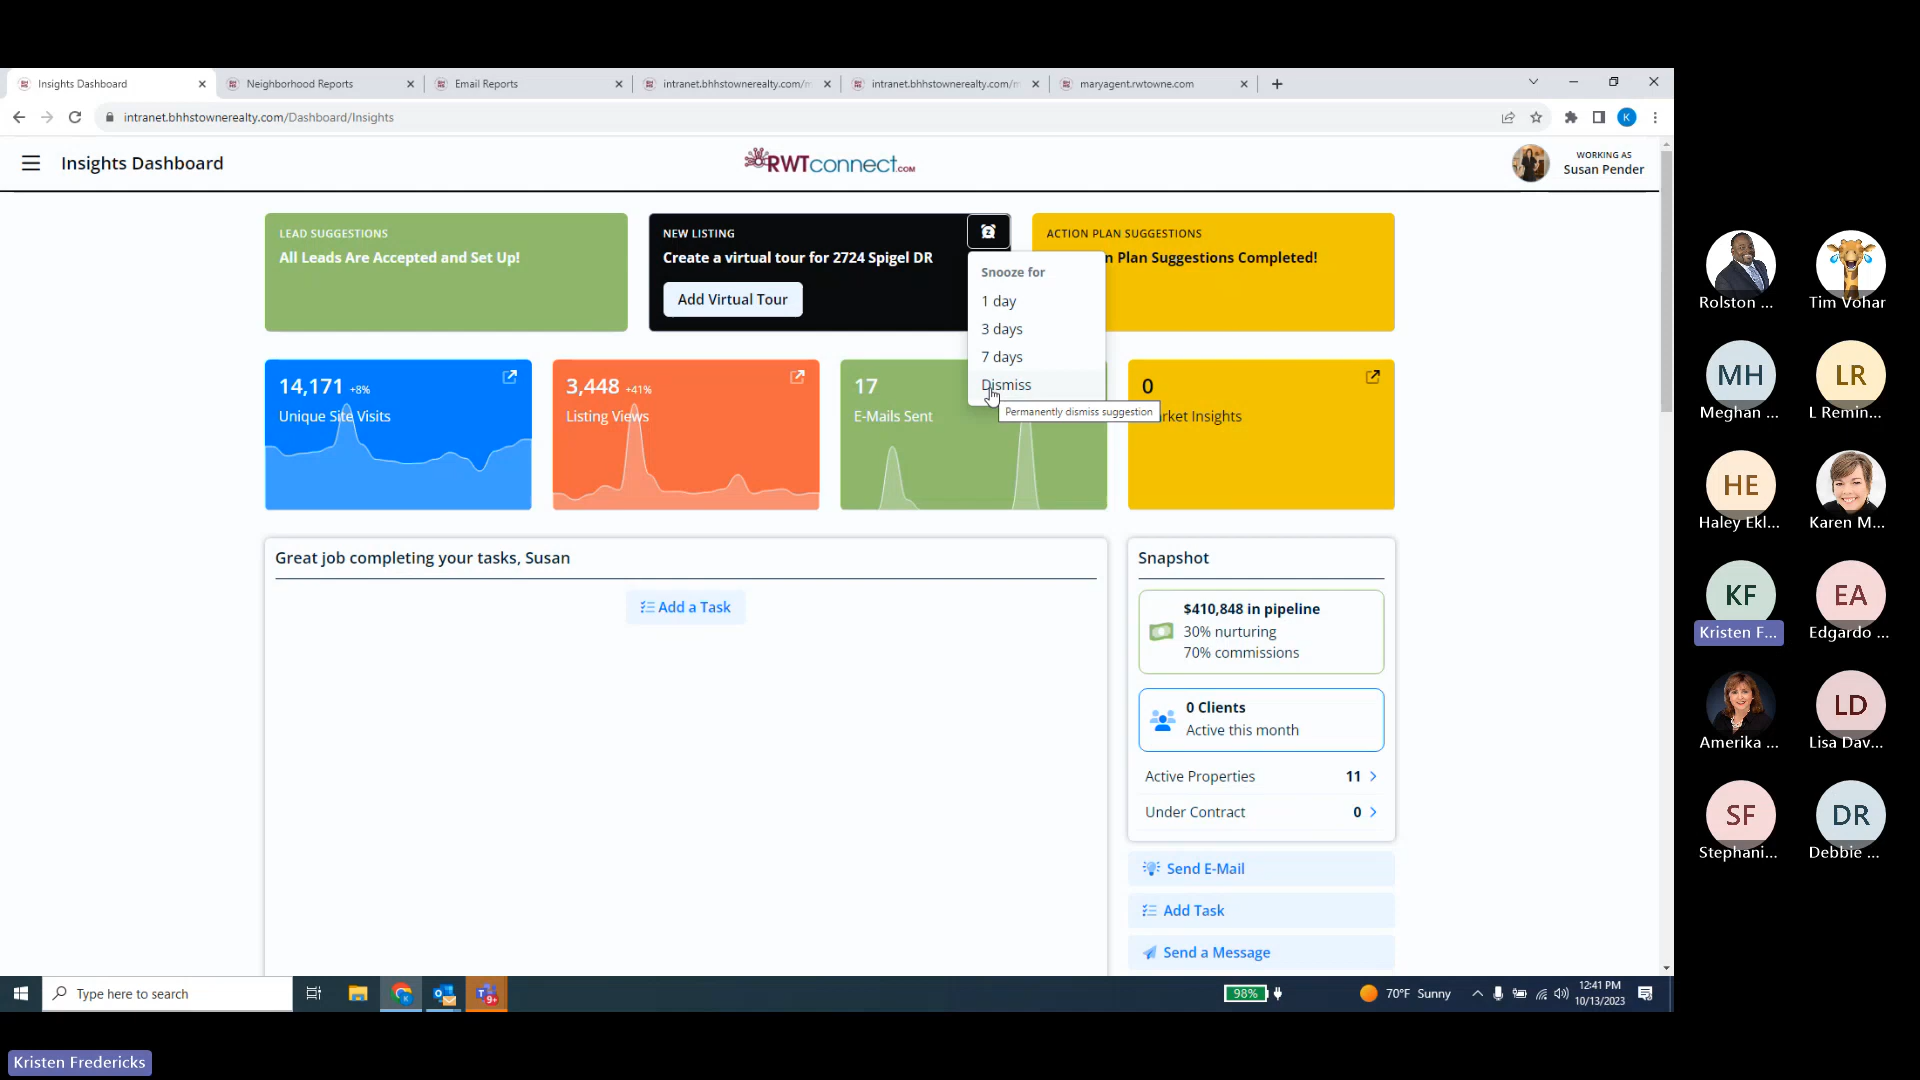 Insights Dashboard
Neighborhood Reports
Email Reports
intranet.bhhstownerealty.com/m
intranet.bhhstownerealty.com/m
maryagent.rwtowne.com
intranet.bhhstownerealty.com/Dashboard/Insights
K
Insights Dashboard
RWTconnect.COM
WORKING AS
Susan Pender
LEAD SUGGESTIONS
All Leads Are Accepted and Set Up!
NEW LISTING
Create a virtual tour for 2724 Spigel DR
Add Virtual Tour
ACTION PLAN SUGGESTIONS
n Plan Suggestions Completed!
Snooze for
1 day
3 days
7 days
Dismiss
Permanently dismiss suggestion
14,171 +8%
Unique Site Visits
3,448 +41%
Listing Views
17
E-Mails Sent
0
rket Insights
Great job completing your tasks, Susan
Add a Task
Snapshot
$410,848 in pipeline
30% nurturing
70% commissions
0 Clients
Active this month
Active Properties 11
Under Contract 0
Send E-Mail
Add Task
Send a Message
Rolston ...
Tim Vohar
MH
Meghan ...
LR
L Remin...
HE
Haley Ekl...
Karen M...
KF
Kristen F...
EA
Edgardo ...
Amerika ...
LD
Lisa Dav...
SF
Stephani...
DR
Debbie ...
Type here to search
9+
98%
70°F Sunny
12:41 PM
10/13/2023
Kristen Fredericks